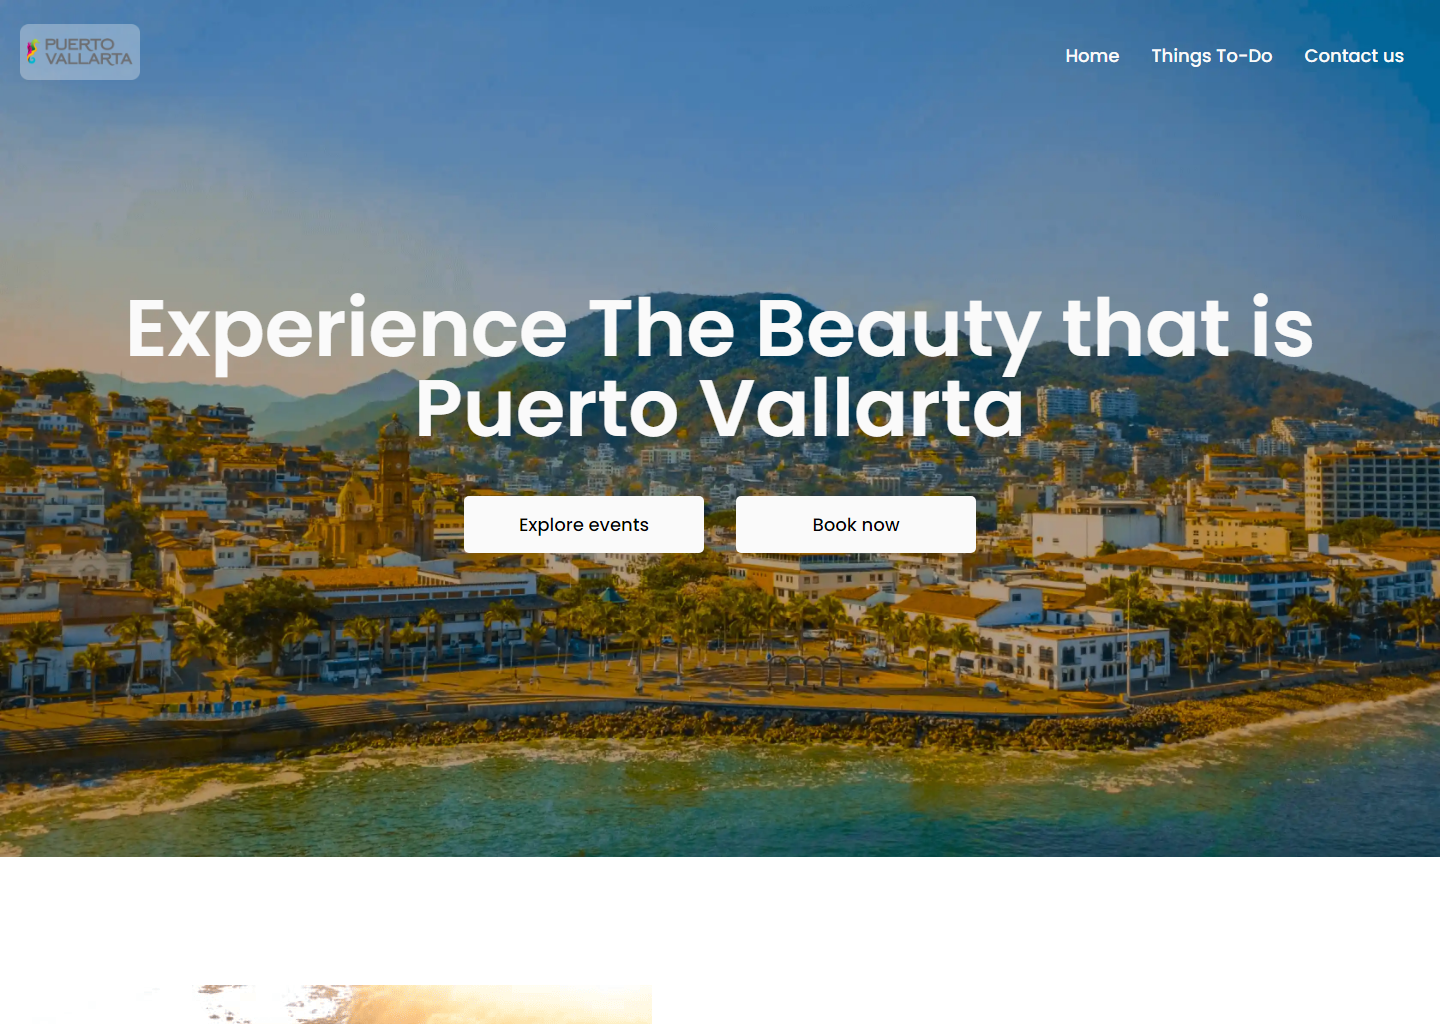 PUERTO
VALLARTA
Home
Things To-Do
Contact us
Experience The Beauty that is
Puerto Vallarta
Explore events
Book now